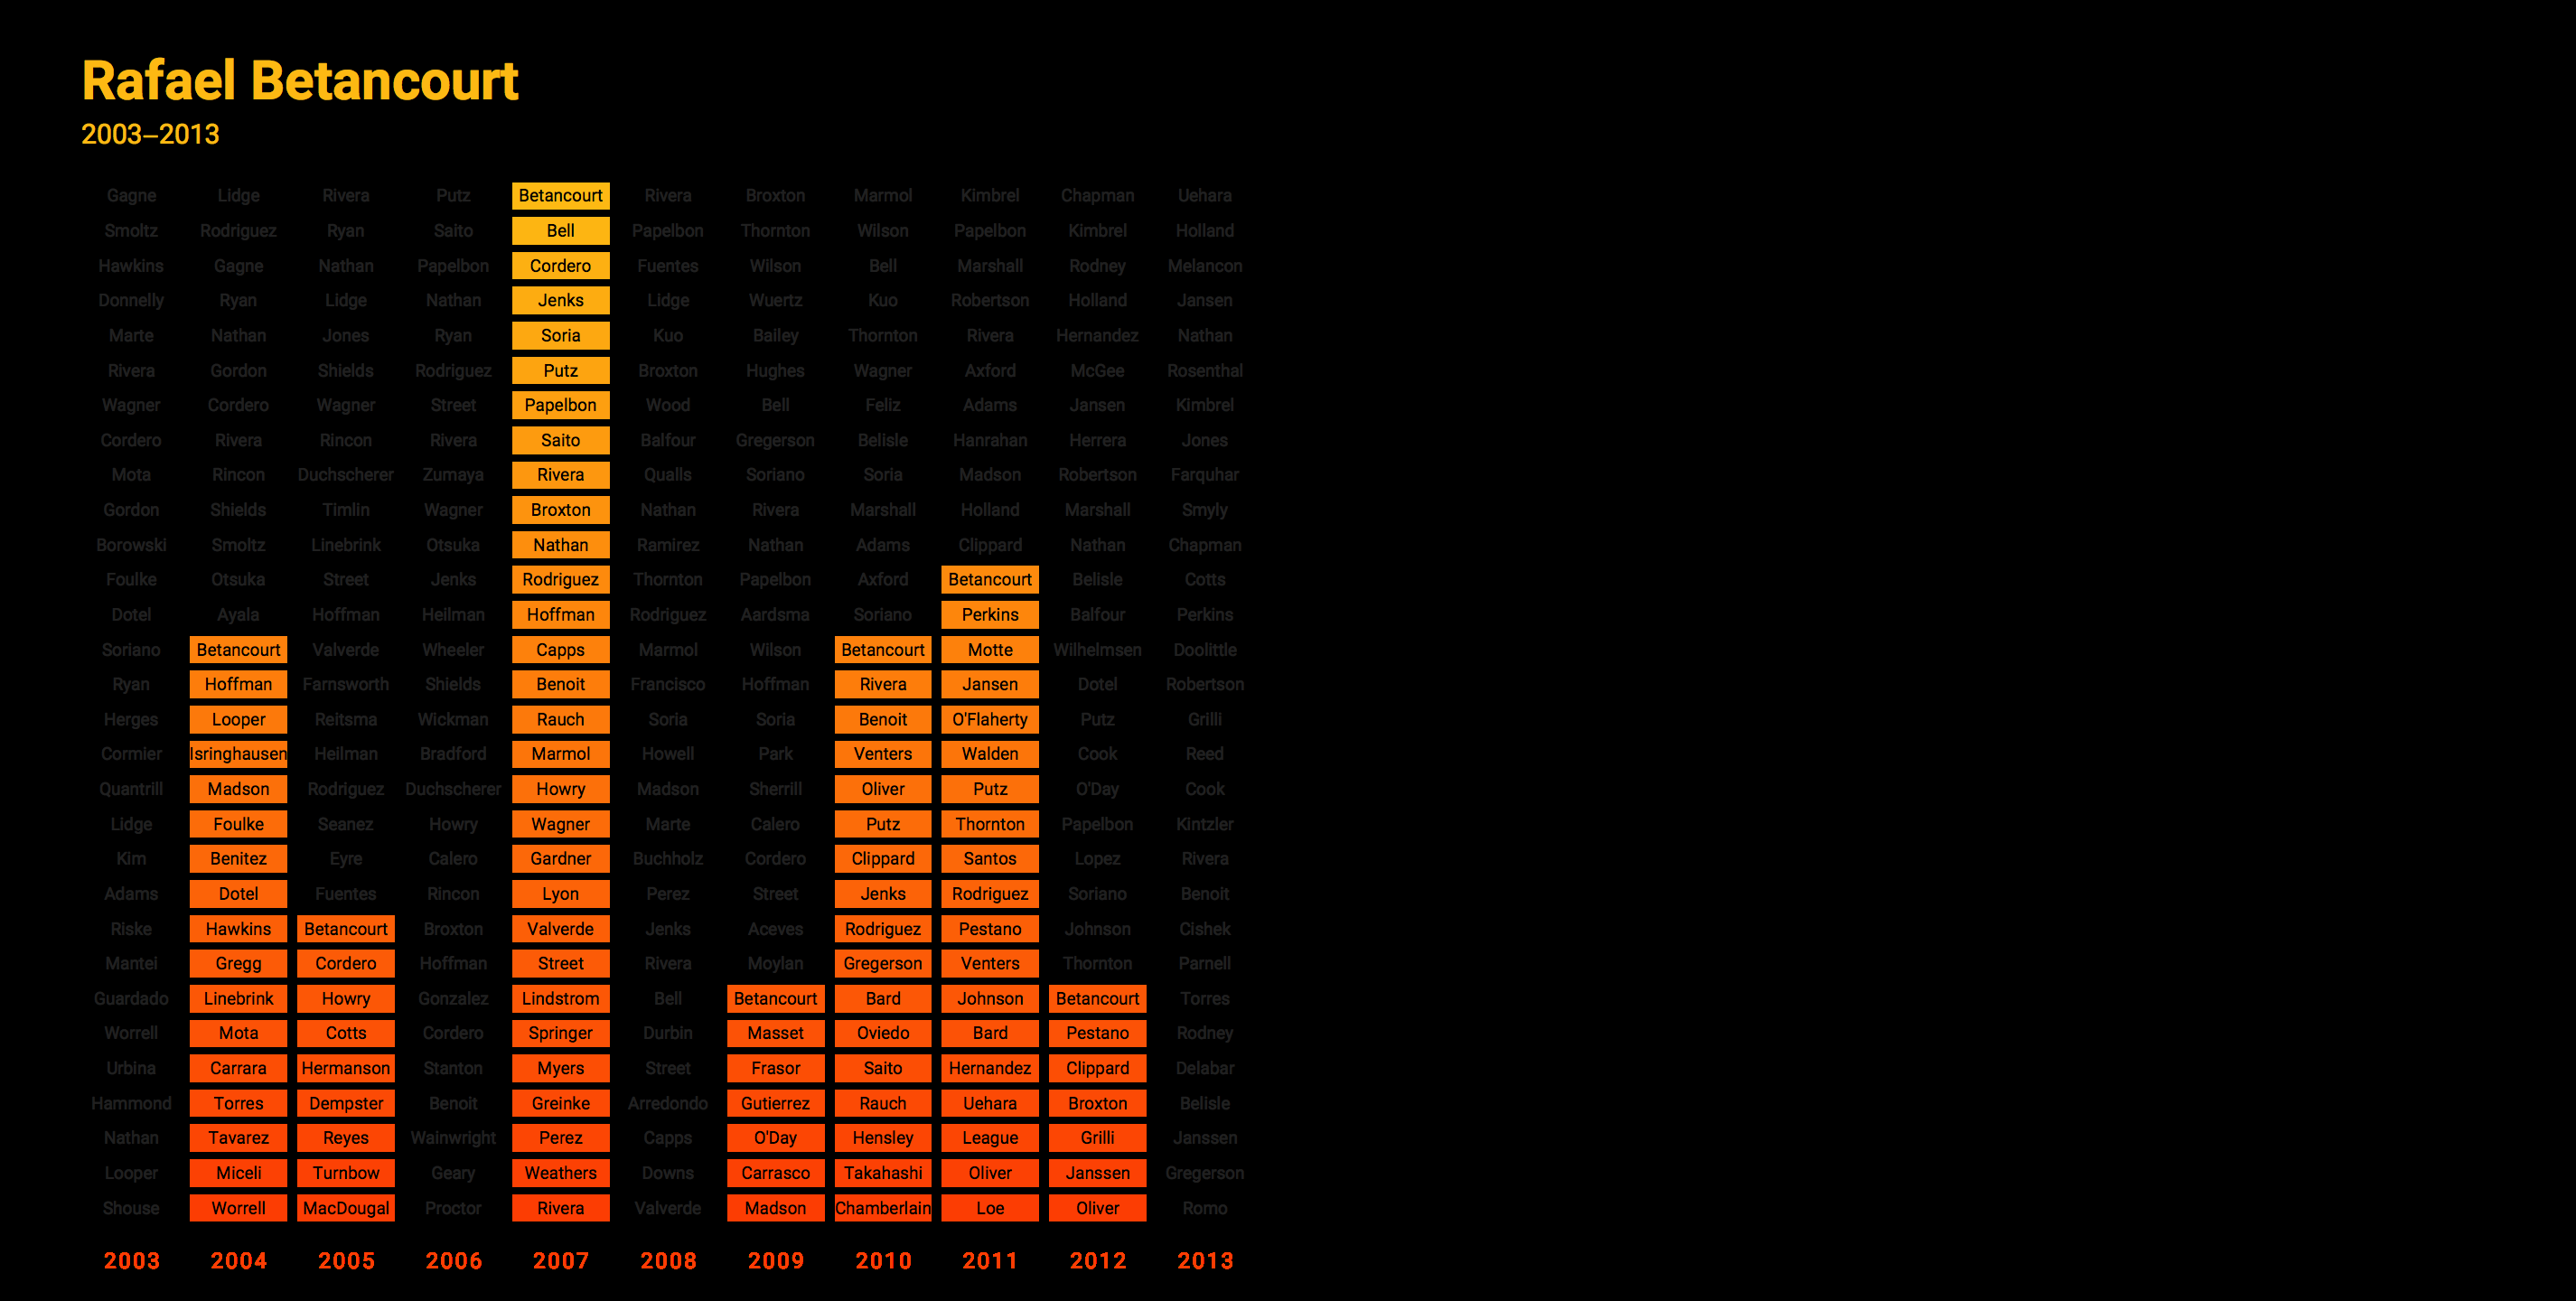 Rafael Betancourt
2003–2013
Gagne Lidge Rivera Putz Betancourt Rivera Broxton Marmol Kimbrel Chapman Uehara
Smoltz Rodriguez Ryan Saito Bell Papelbon Thornton Wilson Papelbon Kimbrel Holland
Hawkins Gagne Nathan Papelbon Cordero Fuentes Wilson Bell Marshall Rodney Melancon
Donnelly Ryan Lidge Nathan Jenks Lidge Wuertz Kuo Robertson Holland Jansen
Marte Nathan Jones Ryan Soria Kuo Bailey Thornton Rivera Hernandez Nathan
Rivera Gordon Shields Rodriguez Putz Broxton Hughes Wagner Axford McGee Rosenthal
Wagner Cordero Wagner Street Papelbon Wood Bell Feliz Adams Jansen Kimbrel
Cordero Rivera Rincon Rivera Saito Balfour Gregerson Belisle Hanrahan Herrera Jones
Mota Rincon Duchscherer Zumaya Rivera Qualls Soriano Soria Madson Robertson Farquhar
Gordon Shields Timlin Wagner Broxton Nathan Rivera Marshall Holland Marshall Smyly
Borowski Smoltz Linebrink Otsuka Nathan Ramirez Nathan Adams Clippard Nathan Chapman
Foulke Otsuka Street Jenks Rodriguez Thornton Papelbon Axford Betancourt Belisle Cotts
Dotel Ayala Hoffman Heilman Hoffman Rodriguez Aardsma Soriano Perkins Balfour Perkins
Soriano Betancourt Valverde Wheeler Capps Marmol Wilson Betancourt Motte Wilhelmsen Doolittle
Ryan Hoffman Farnsworth Shields Benoit Francisco Hoffman Rivera Jansen Dotel Robertson
Herges Looper Reitsma Wickman Rauch Soria Soria Benoit O'Flaherty Putz Grilli
Cormier Isringhausen Heilman Bradford Marmol Howell Park Venters Walden Cook Reed
Quantrill Madson Rodriguez Duchscherer Howry Madson Sherrill Oliver Putz O'Day Cook
Lidge Foulke Seanez Howry Wagner Marte Calero Putz Thornton Papelbon Kintzler
Kim Benitez Eyre Calero Gardner Buchholz Cordero Clippard Santos Lopez Rivera
Adams Dotel Fuentes Rincon Lyon Perez Street Jenks Rodriguez Soriano Benoit
Riske Hawkins Betancourt Broxton Valverde Jenks Aceves Rodriguez Pestano Johnson Cishek
Mantei Gregg Cordero Hoffman Street Rivera Moylan Gregerson Venters Thornton Parnell
Guardado Linebrink Howry Gonzalez Lindstrom Bell Betancourt Bard Johnson Betancourt Torres
Worrell Mota Cotts Cordero Springer Durbin Masset Oviedo Bard Pestano Rodney
Urbina Carrara Hermanson Stanton Myers Street Frasor Saito Hernandez Clippard Delabar
Hammond Torres Dempster Benoit Greinke Arredondo Gutierrez Rauch Uehara Broxton Belisle
Nathan Tavarez Reyes Wainwright Perez Capps O'Day Hensley League Grilli Janssen
Looper Miceli Turnbow Geary Weathers Downs Carrasco Takahashi Oliver Janssen Gregerson
Shouse Worrell MacDougal Proctor Rivera Valverde Madson Chamberlain Loe Oliver Romo
2003 2004 2005 2006 2007 2008 2009 2010 2011 2012 2013